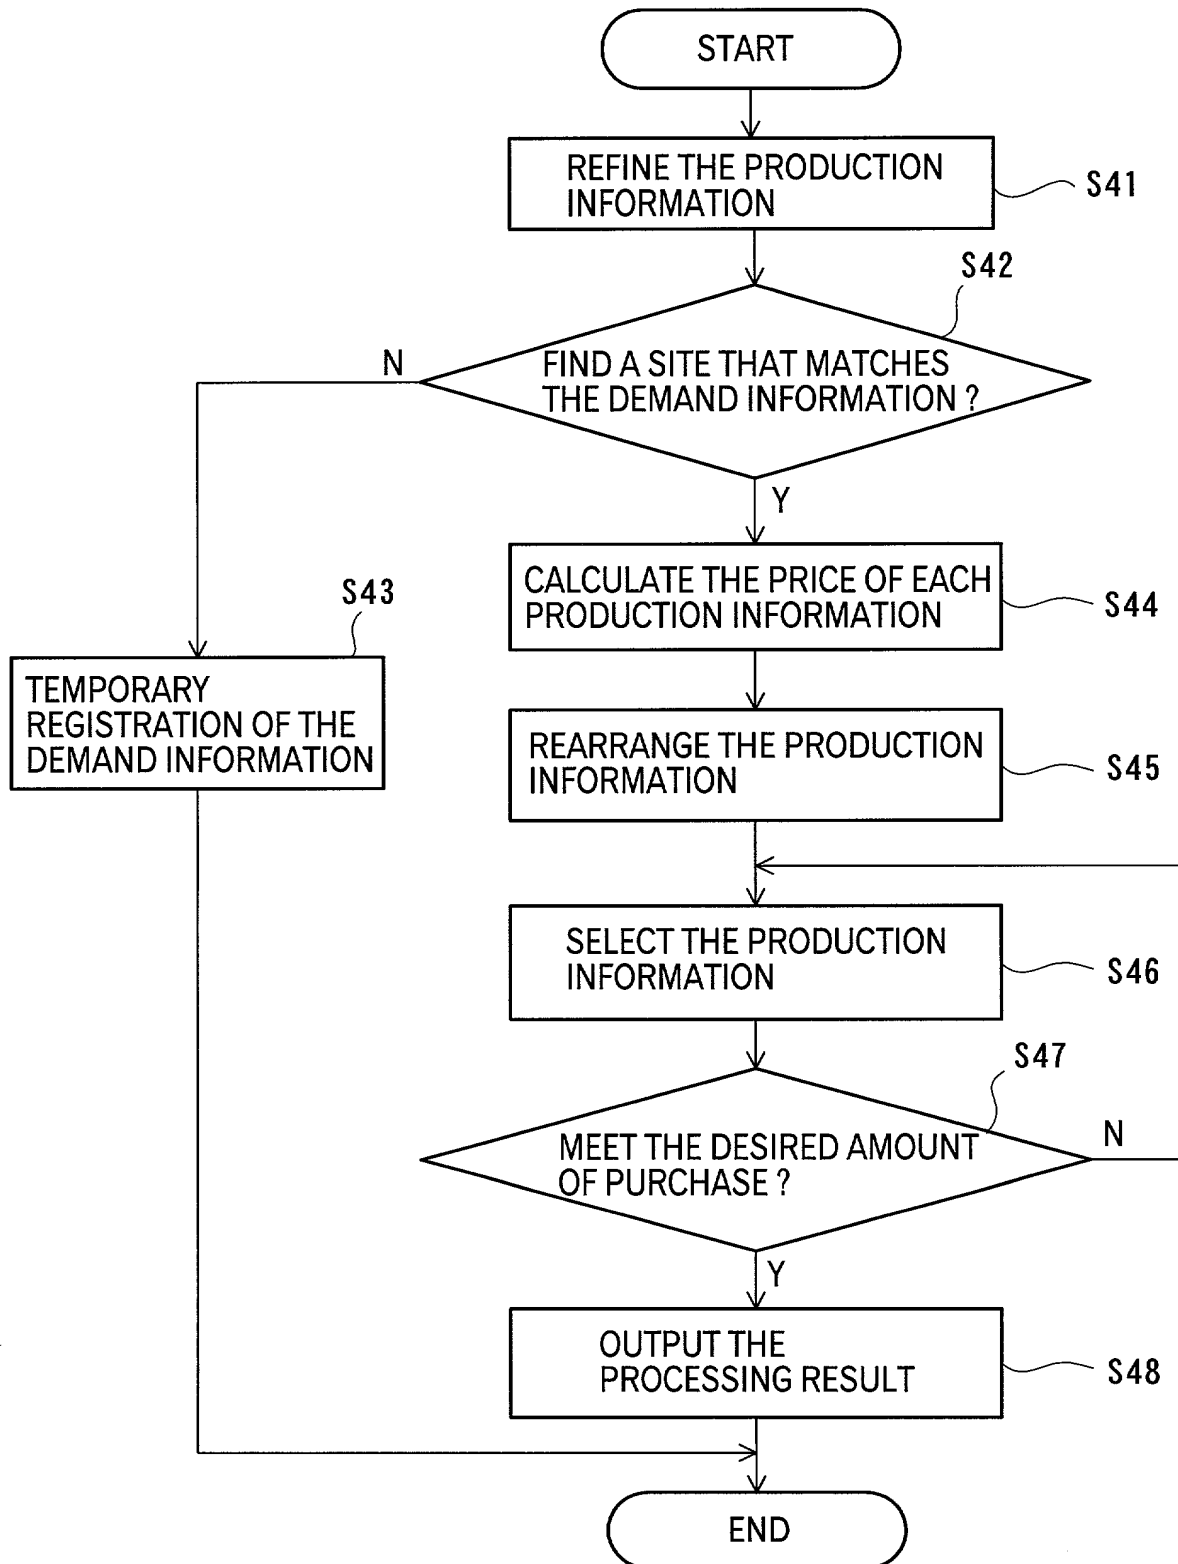 START
REFINE THE PRODUCTION
INFORMATION
S41
S42
N
FIND A SITE THAT MATCHES
THE DEMAND INFORMATION ?
Y
CALCULATE THE PRICE OF EACH
PRODUCTION INFORMATION
S44
S43
TEMPORARY
REGISTRATION OF THE
DEMAND INFORMATION
REARRANGE THE PRODUCTION
INFORMATION
S45
SELECT THE PRODUCTION
INFORMATION
S46
S47
MEET THE DESIRED AMOUNT
OF PURCHASE ?
N
Y
OUTPUT THE
PROCESSING RESULT
S48
END